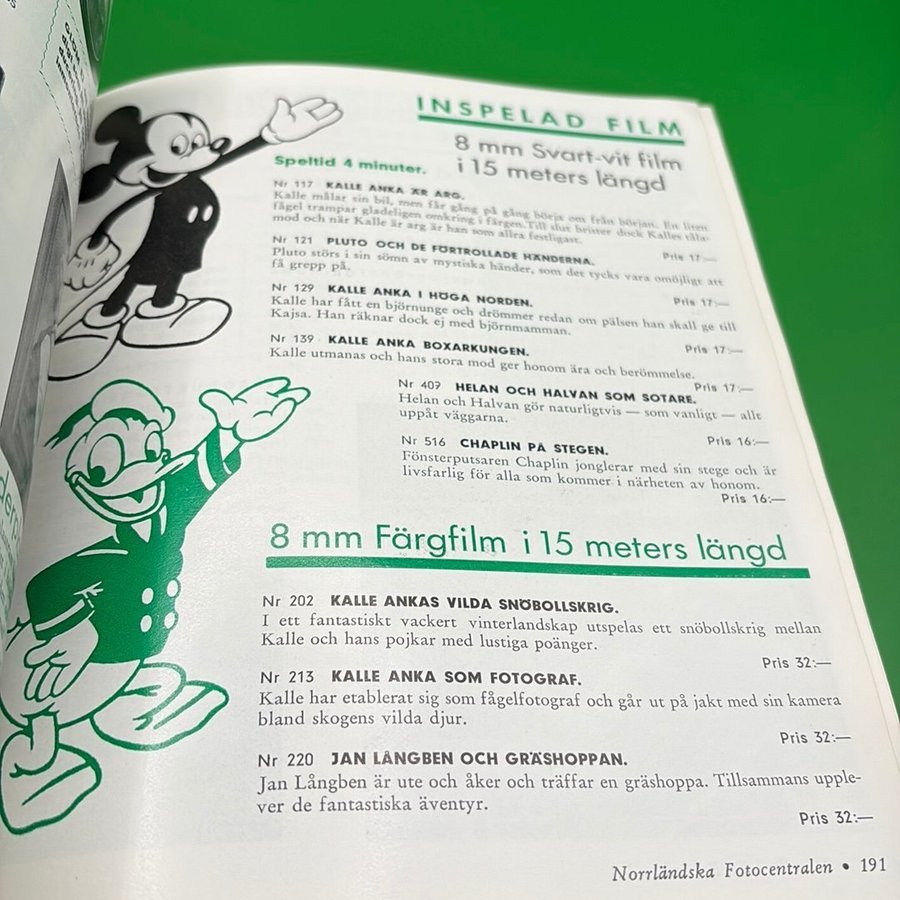 INSPELAD FILM
8 mm Svart-vit film
i 15 meters längd
Speltid 4 minuter.
Nr 117 KALLE ANKA ÄR ARG.
Kalle målar sin bil, men får gång på gång börja om från början. En liten
fågel trampar gladeligen omkring i färgen. Till slut brister dock Kalles tåla-
mod och när Kalle är arg är han som allra festligast.
Pris 17:—
Nr 121 PLUTO OCH DE FÖRTROLLADE HÄNDERNA.
Pluto störs i sin sömn av mystiska händer, som det tycks vara omöjligt att
få grepp på.
Pris 17:—
Nr 129 KALLE ANKA I HÖGA NORDEN.
Kalle har fått en björnunge och drömmer redan om pälsen han skall ge till
Kajsa. Han räknar dock ej med björnmamman.
Pris 17:—
Nr 139 KALLE ANKA BOXARKUNGEN.
Kalle utmanas och hans stora mod ger honom ära och berömmelse.
Pris 17:—
Nr 409 HELAN OCH HALVAN SOM SOTARE.
Helan och Halvan gör naturligtvis — som vanligt — allt
uppåt väggarna.
Pris 16:—
Nr 516 CHAPLIN PÅ STEGEN.
Fönsterputsaren Chaplin jonglerar med sin stege och är
livsfarlig för alla som kommer i närheten av honom.
Pris 16:—
8 mm Färgfilm i 15 meters längd
Nr 202 KALLE ANKAS VILDA SNÖBOLLSKRIG.
I ett fantastiskt vackert vinterlandskap utspelas ett snöbollskrig mellan
Kalle och hans pojkar med lustiga poänger.
Pris 32:—
Nr 213 KALLE ANKA SOM FOTOGRAF.
Kalle har etablerat sig som fågelfotograf och går ut på jakt med sin kamera
bland skogens vilda djur.
Pris 32:—
Nr 220 JAN LÅNGBEN OCH GRÄSHOPPAN.
Jan Långben är ute och åker och träffar en gräshoppa. Tillsammans upple-
ver de fantastiska äventyr.
Pris 32:—
Norrländska Fotocentralen • 191